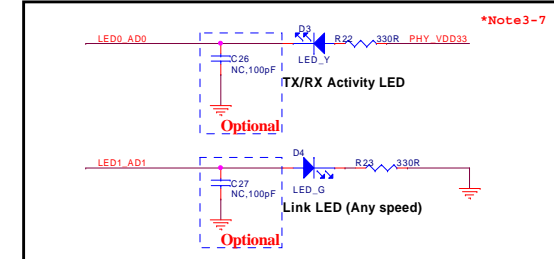 *Note3-7
D3
LED0_AD0 R22 330R PHY_VDD33
C26 LED_Y
NC,100pF TX/RX Activity LED
Optional
D4
LED1_AD1 R23 330R
C27 LED_G
NC,100pF Link LED (Any speed)
Optional